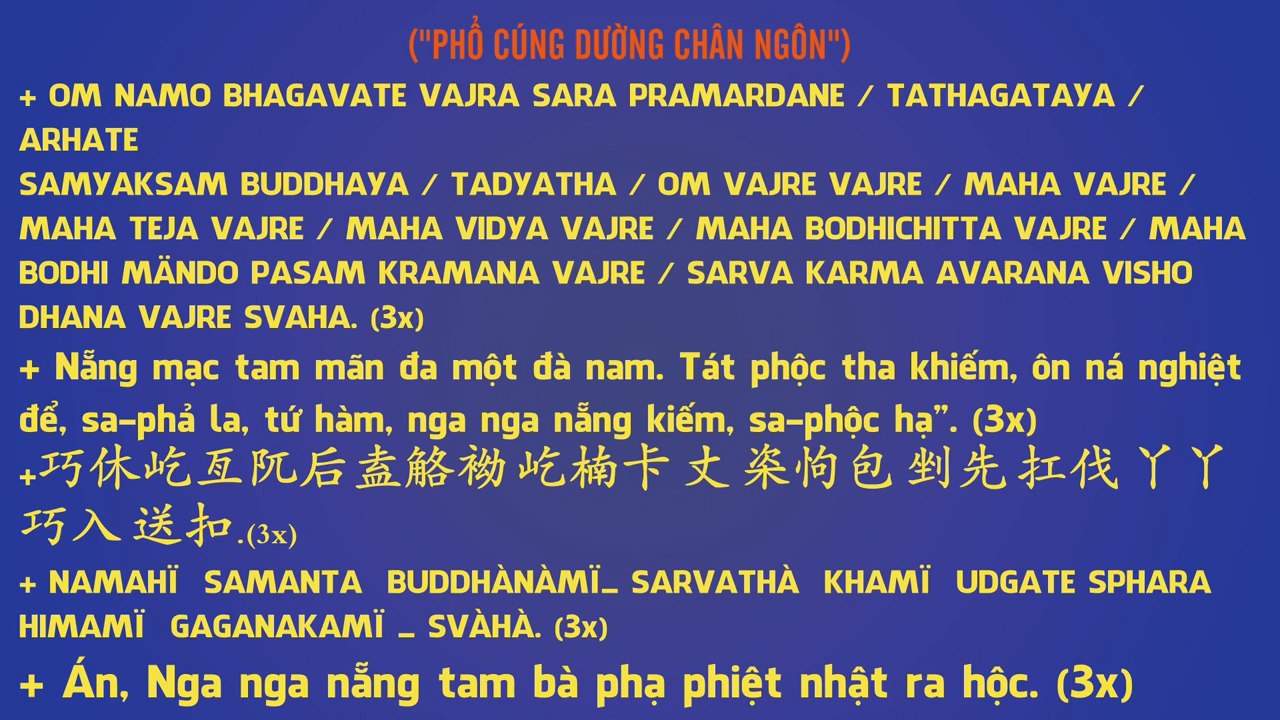 ("PHỔ CÚNG DƯỜNG CHÂN NGÔN")
+ OM NAMO BHAGAVATE VAJRA SARA PRAMARDANE / TATHAGATAYA /
ARHATE
SAMYAKSAM BUDDHAYA / TADYATHA / OM VAJRE VAJRE / MAHA VAJRE /
MAHA TEJA VAJRE / MAHA VIDYA VAJRE / MAHA BODHICHITTA VAJRE / MAHA
BODHI MÄNDO PASAM KRAMANA VAJRE / SARVA KARMA AVARANA VISHO
DHANA VAJRE SVAHA. (3x)
+ Nẵng mạc tam mãn đa một đà nam. Tát phộc tha khiếm, ôn ná nghiệt
để, sa-phả la, tứ hàm, nga nga nẵng kiếm, sa-phộc hạ”. (3x)
+巧休屹亙阢后盍觡袎屹楠卡丈栥怐包剉先扛伐丫丫
巧入送扣.(3x)
+ NAMAHÏ SAMANTA BUDDHÀNÀMÏ_ SARVATHÀ KHAMÏ UDGATE SPHARA
HIMAMÏ GAGANAKAMÏ _ SVÀHÀ. (3x)
+ Án, Nga nga nẵng tam bà phạ phiệt nhật ra hộc. (3x)